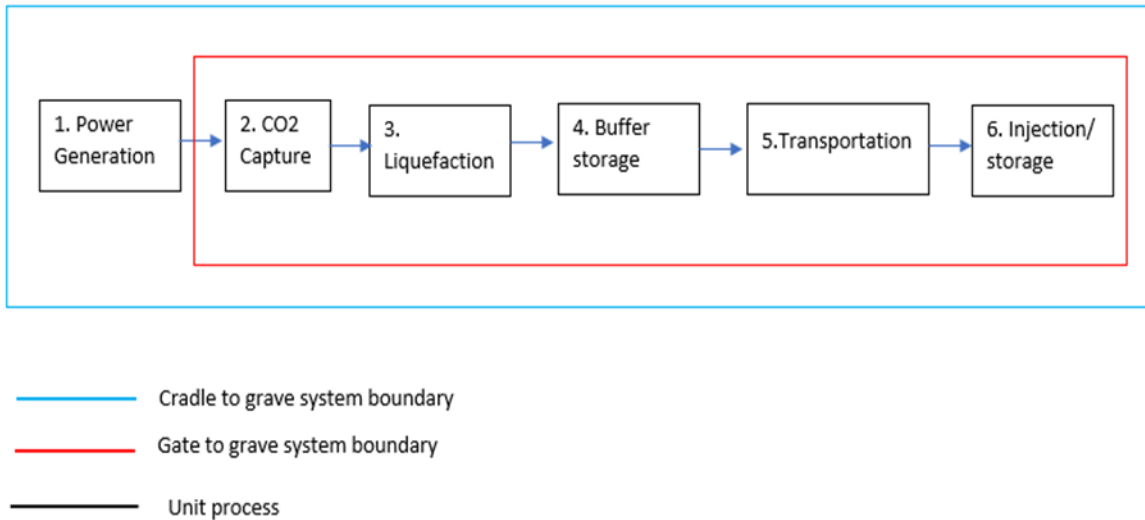 1. Power
Generation
2. CO2
Capture
3.
Liquefaction
4. Buffer
storage
5.Transportation
6. Injection/
storage
Cradle to grave system boundary
Gate to grave system boundary
Unit process